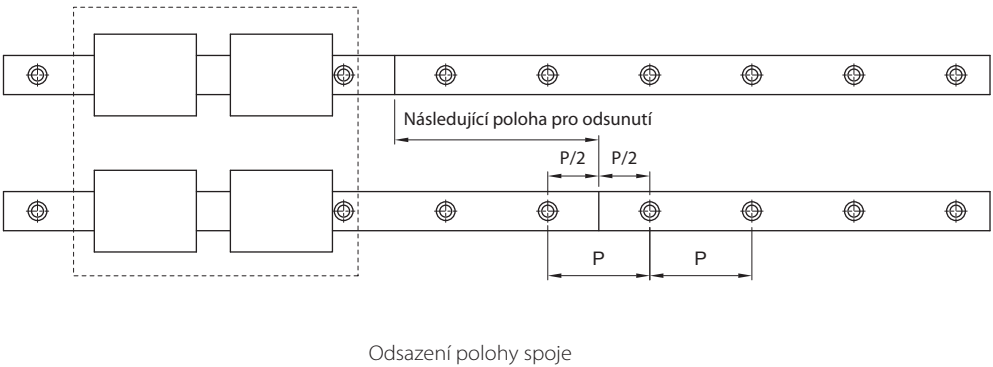 Následující poloha pro odsunutí
P/2 P/2
P P
Odsazení polohy spoje